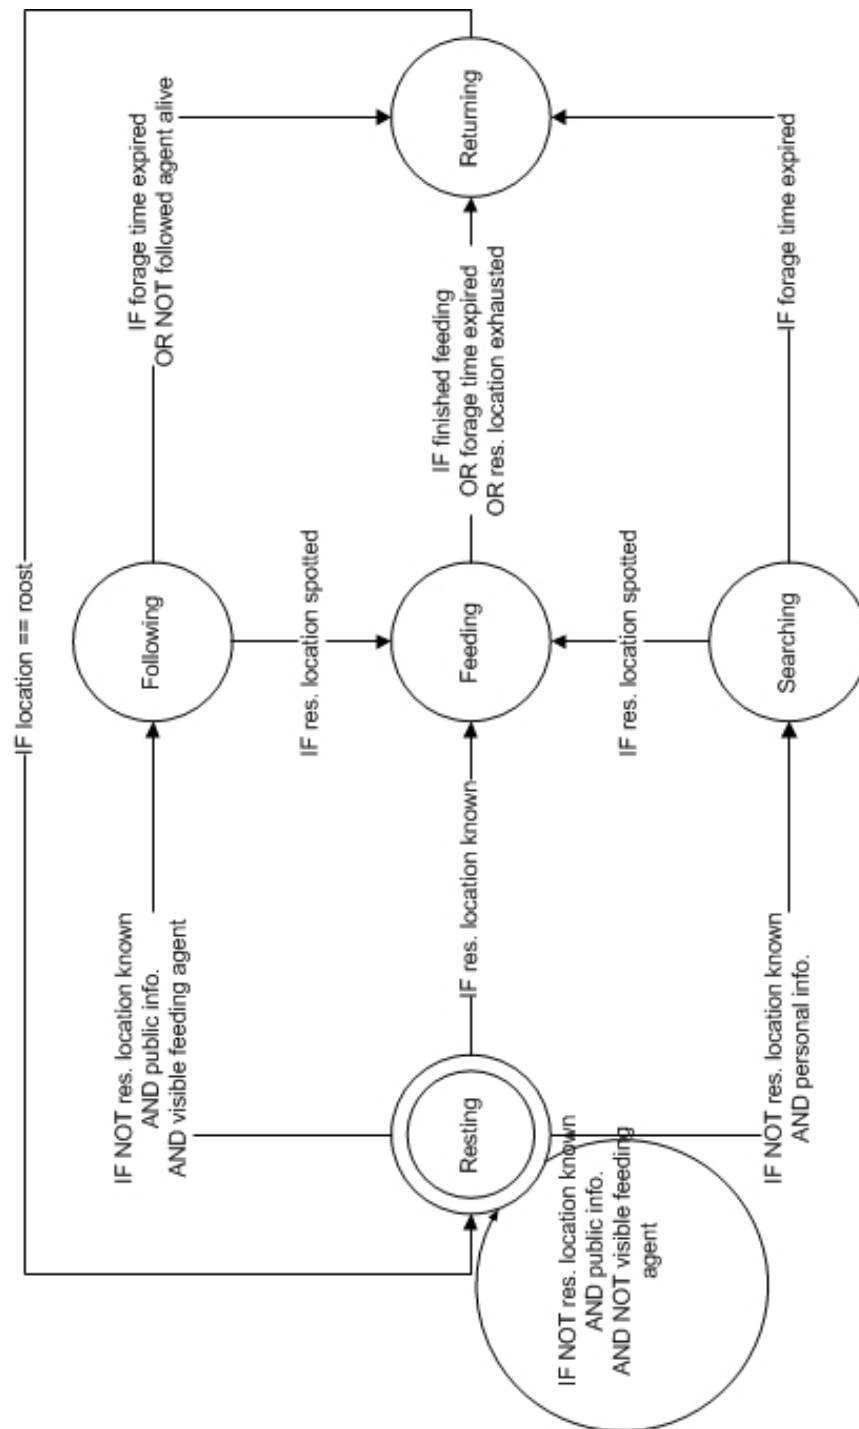 IF location == roost
IF NOT res. location known
AND public info.
AND visible feeding agent
Following
IF forage time expired
OR NOT followed agent alive
IF res. location spotted
Resting
IF res. location known
Feeding
IF finished feeding
OR forage time expired
OR res. location exhausted
Returning
IF NOT res. location known
AND public info.
AND NOT visible feeding
agent
IF res. location spotted
IF NOT res. location known
AND personal info.
Searching
IF forage time expired